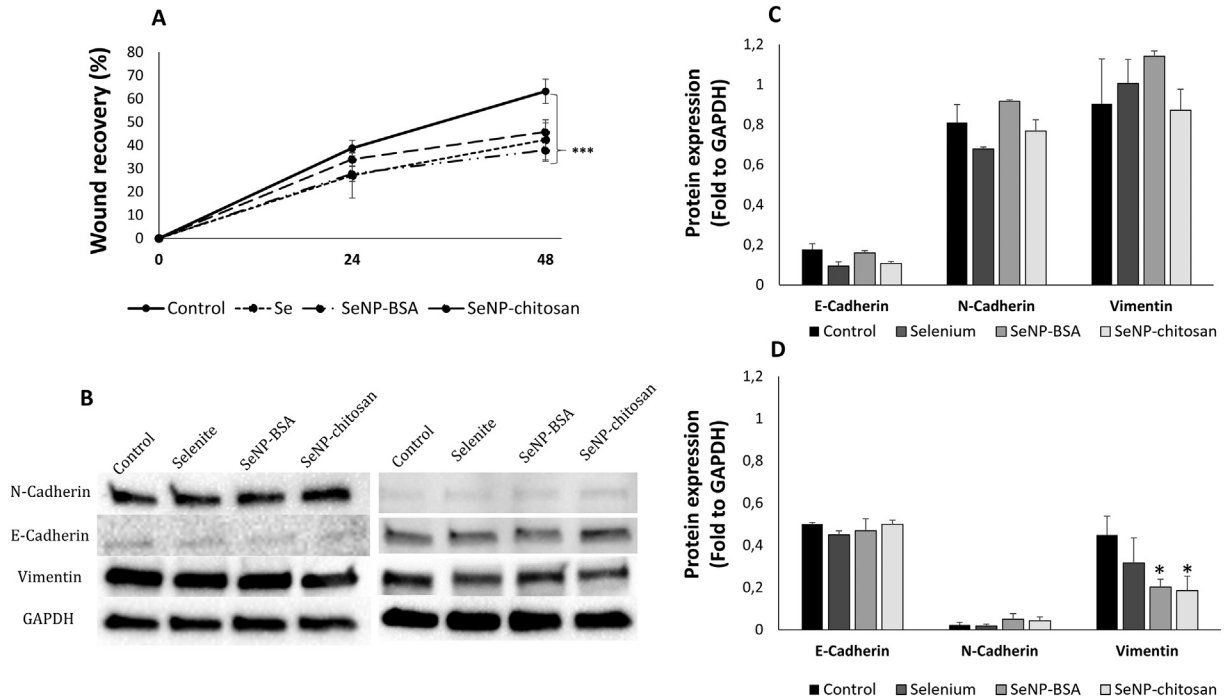 A
Wound recovery (%)
80
70
60
50
40
30
20
10
0
0 24 48
***
Control Se SeNP-BSA SeNP-chitosan
B
Control Selenite SeNP-BSA SeNP-chitosan Control Selenite SeNP-BSA SeNP-chitosan
N-Cadherin
E-Cadherin
Vimentin
GAPDH
C
Protein expression
(Fold to GAPDH)
1,2
1
0,8
0,6
0,4
0,2
0
E-Cadherin N-Cadherin Vimentin
Control Selenium SeNP-BSA SeNP-chitosan
D
Protein expression
(Fold to GAPDH)
1,2
1
0,8
0,6
0,4
0,2
0
* *
E-Cadherin N-Cadherin Vimentin
Control Selenium SeNP-BSA SeNP-chitosan